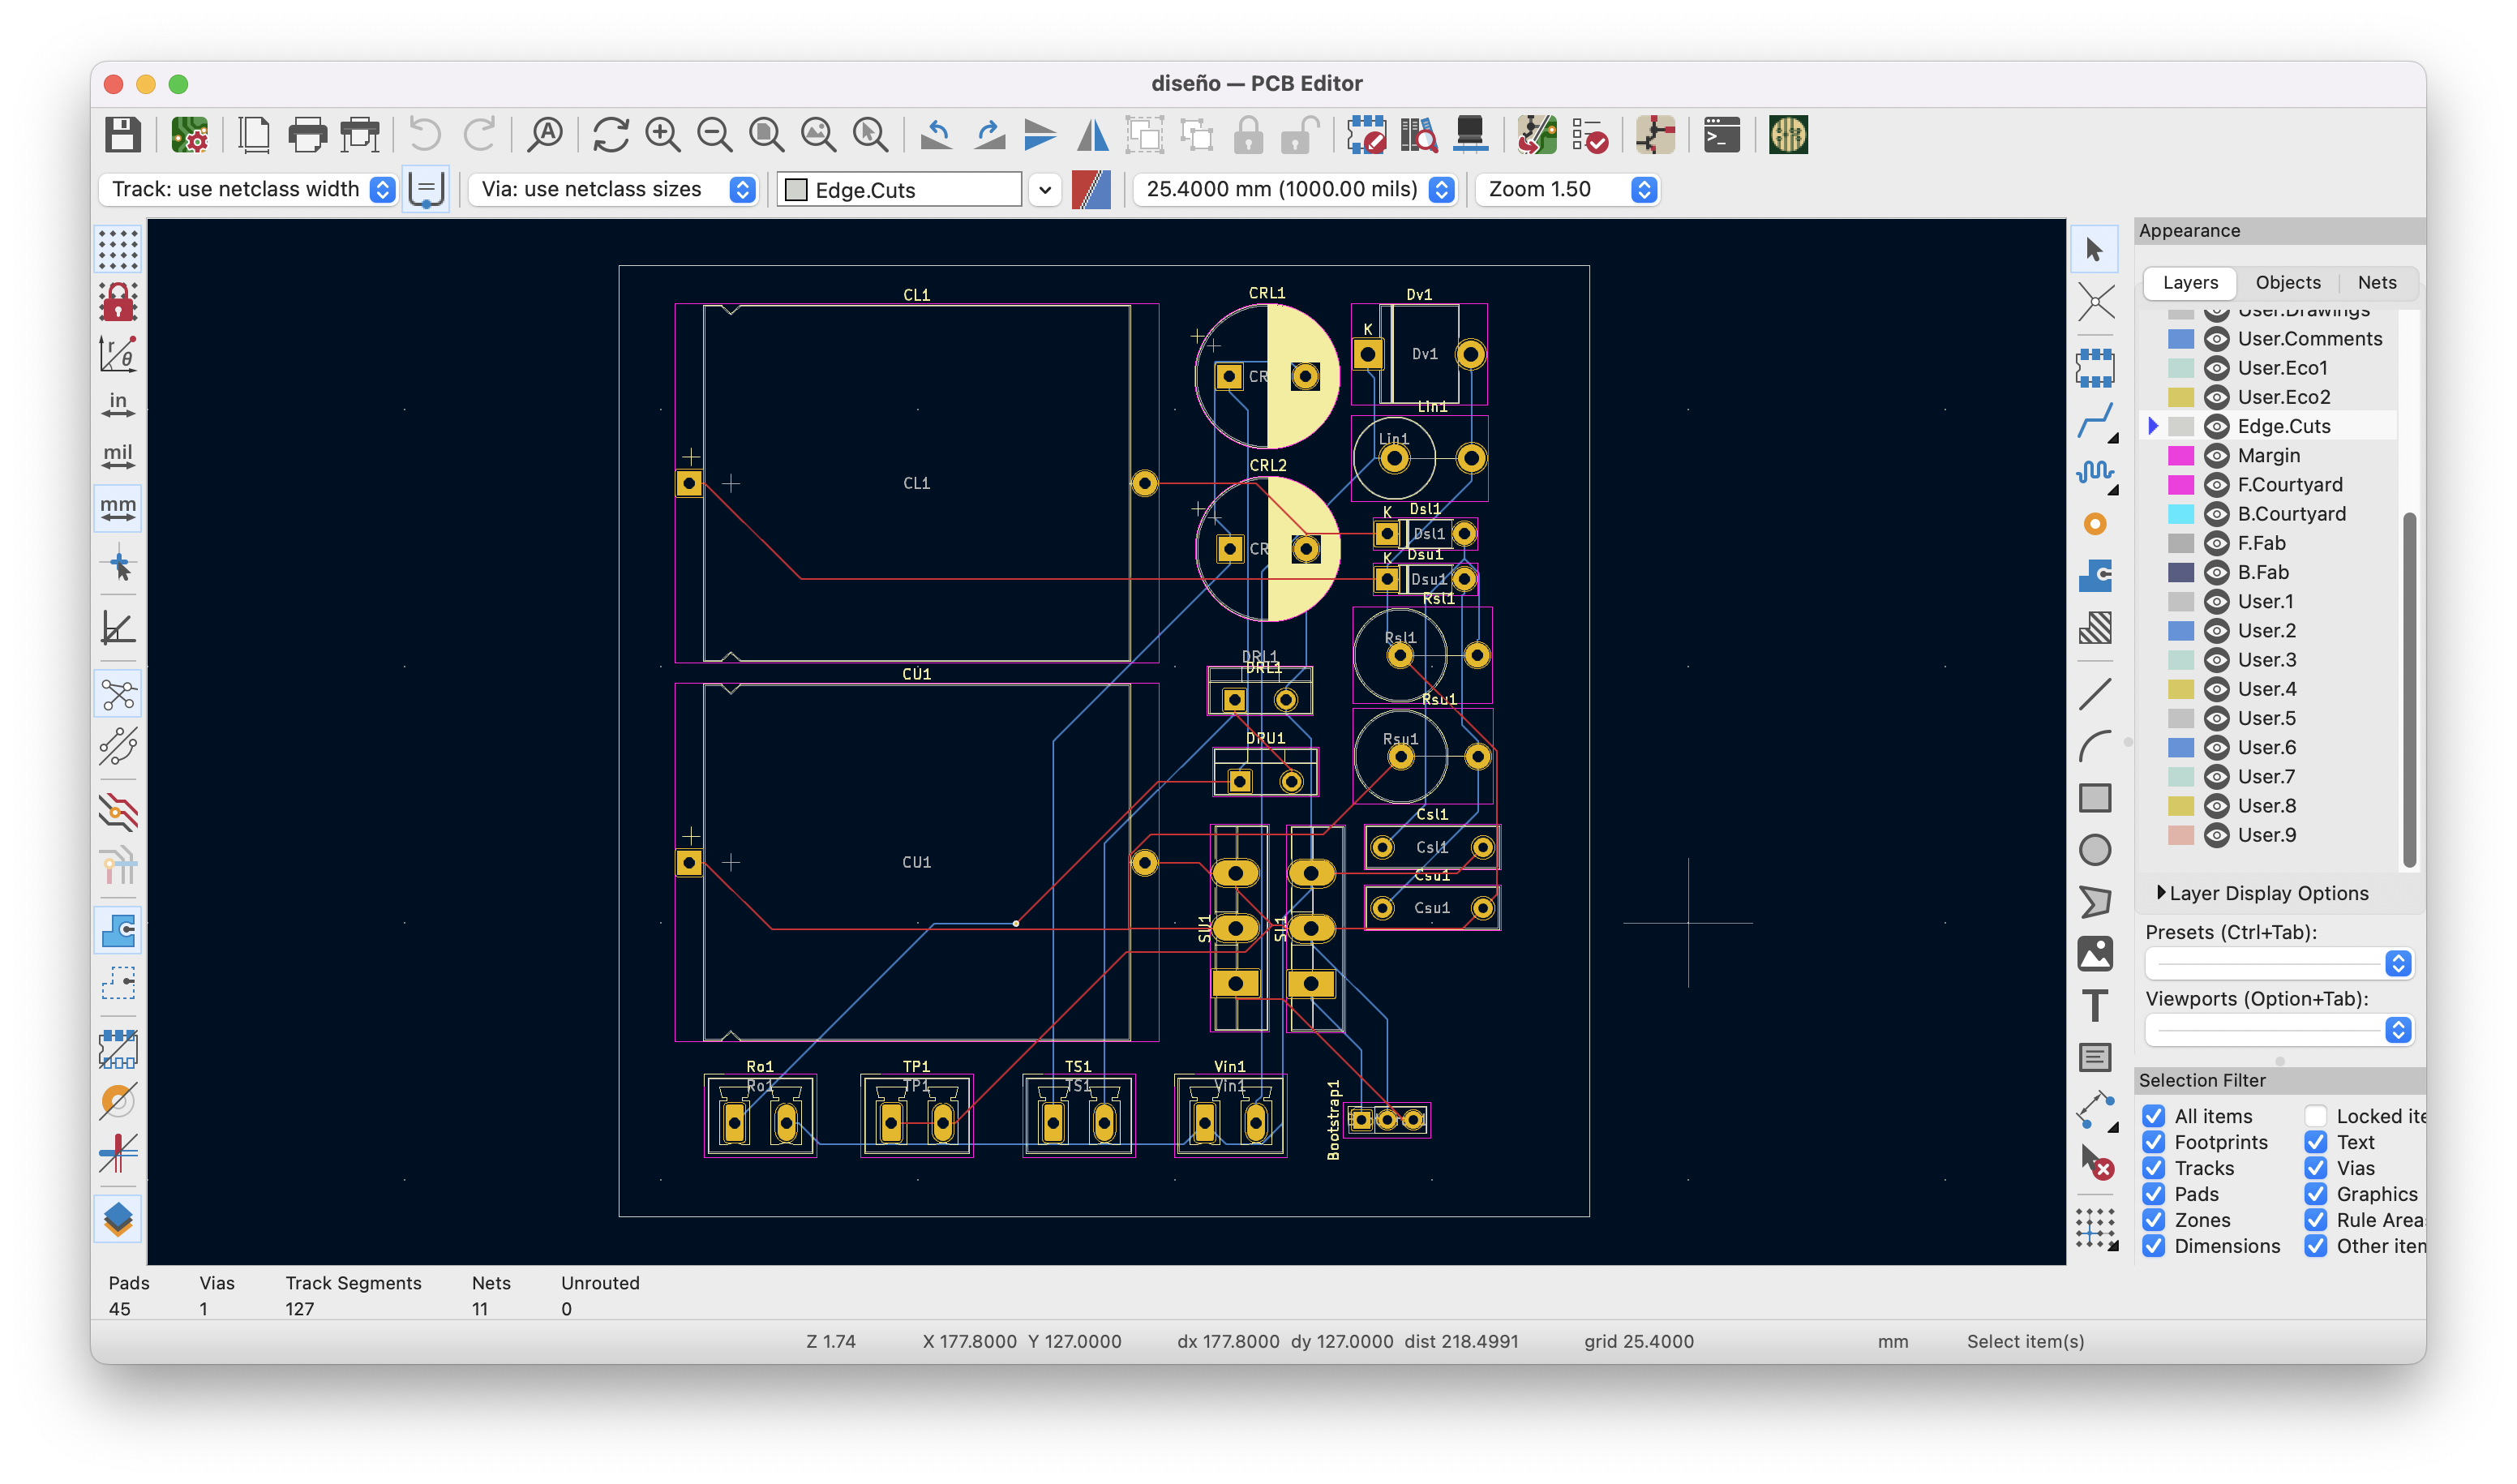 diseño — PCB Editor
Track: use netclass width
Via: use netclass sizes
Edge.Cuts
25.4000 mm (1000.00 mils)
Zoom 1.50
in
mil
mm
CL1
CL1
CRL1
CR
Dv1
K
Dv1
Lin1
Lin1
CRL2
CR
Dsl1
K
Dsl1
Dsu1
K
Dsu1
Rsl1
Rsl1
DRL1
DRL1
CU1
CU1
Rsu1
Rsu1
DRU1
Csl1
Csl1
Csu1
Csu1
SU1
SL1
Ro1
Ro1
TP1
TP1
TS1
TS1
Vin1
Vin1
Bootstrap1
Appearance
Layers
Objects
Nets
User.Drawings
User.Comments
User.Eco1
User.Eco2
Edge.Cuts
Margin
F.Courtyard
B.Courtyard
F.Fab
B.Fab
User.1
User.2
User.3
User.4
User.5
User.6
User.7
User.8
User.9
Layer Display Options
Presets (Ctrl+Tab):
Viewports (Option+Tab):
Selection Filter
All items
Locked ite
Footprints
Text
Tracks
Vias
Pads
Graphics
Zones
Rule Area
Dimensions
Other iten
Pads Vias Track Segments Nets Unrouted
45 1 127 11 0
Z 1.74 X 177.8000 Y 127.0000 dx 177.8000 dy 127.0000 dist 218.4991 grid 25.4000 mm Select item(s)